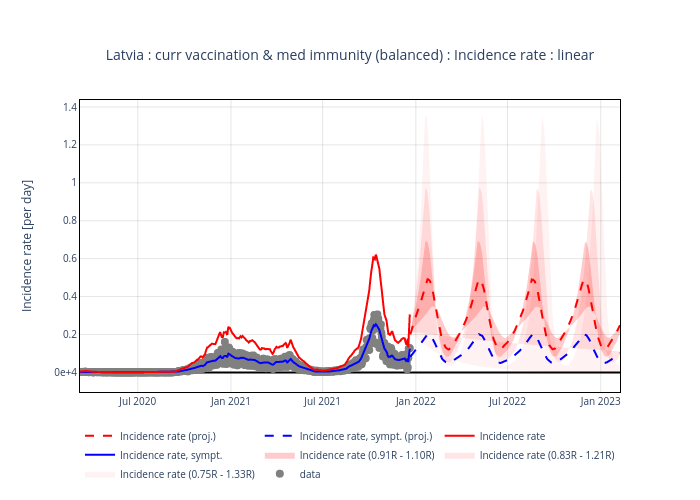 Latvia : curr vaccination & med immunity (balanced) : Incidence rate : linear
Incidence rate [per day]
1.4
1.2
1
0.8
0.6
0.4
0.2
0e+4
Jul 2020 Jan 2021 Jul 2021 Jan 2022 Jul 2022 Jan 2023
Incidence rate (proj.) Incidence rate, sympt. (proj.) Incidence rate
Incidence rate, sympt. Incidence rate (0.91R - 1.10R) Incidence rate (0.83R - 1.21R)
Incidence rate (0.75R - 1.33R) data